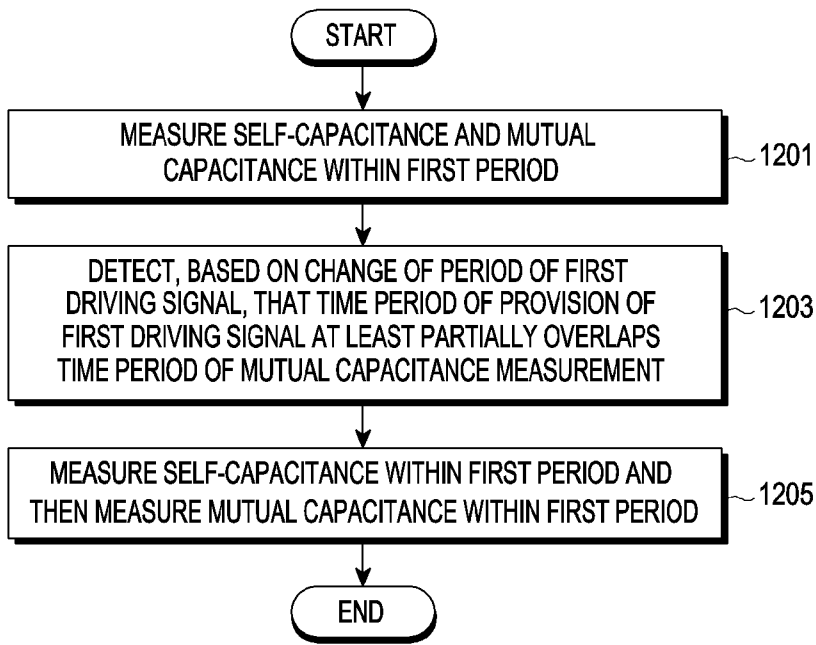 START
MEASURE SELF-CAPACITANCE AND MUTUAL
CAPACITANCE WITHIN FIRST PERIOD
1201
DETECT, BASED ON CHANGE OF PERIOD OF FIRST
DRIVING SIGNAL, THAT TIME PERIOD OF PROVISION OF
FIRST DRIVING SIGNAL AT LEAST PARTIALLY OVERLAPS
TIME PERIOD OF MUTUAL CAPACITANCE MEASUREMENT
1203
MEASURE SELF-CAPACITANCE WITHIN FIRST PERIOD AND
THEN MEASURE MUTUAL CAPACITANCE WITHIN FIRST PERIOD
1205
END